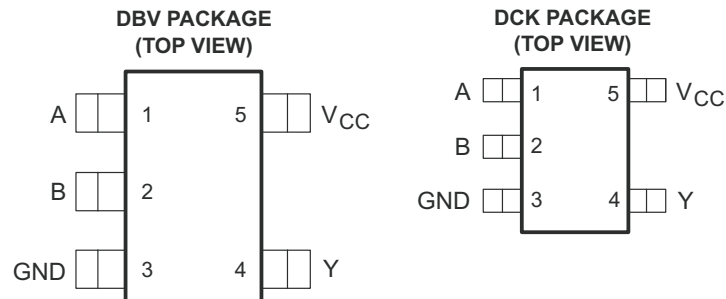 DBV PACKAGE
(TOP VIEW)
A 1 5 VCC
B 2
GND 3 4 Y
DCK PACKAGE
(TOP VIEW)
A 1 5 VCC
B 2
GND 3 4 Y